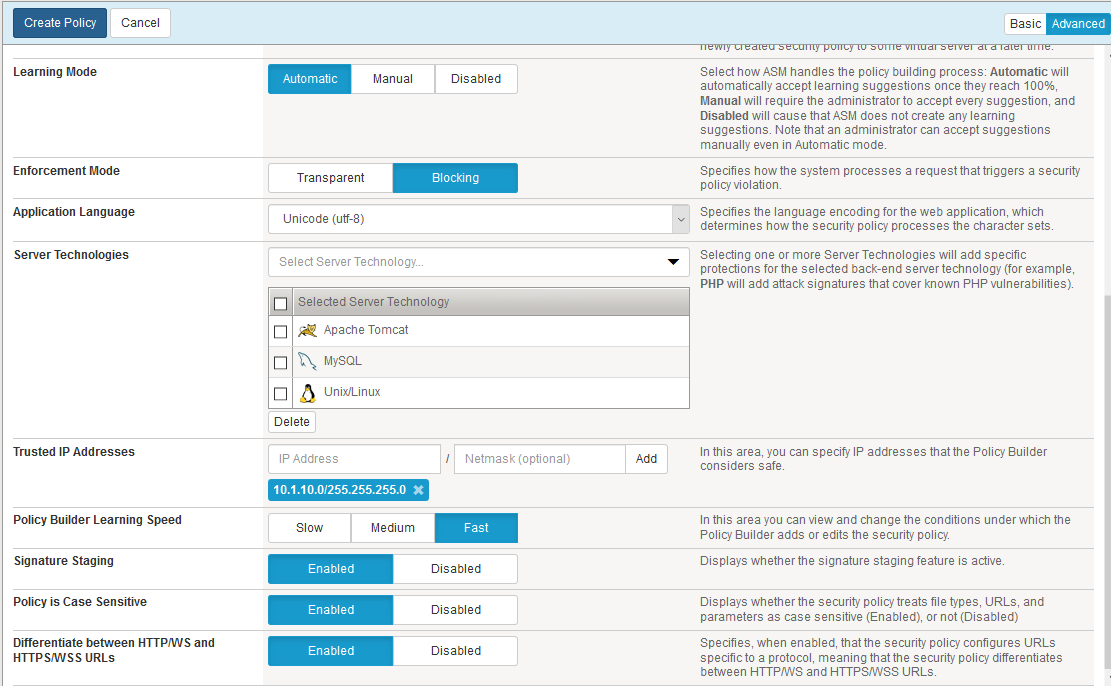 Create Policy Cancel Basic Advanced
newly created security policy to some virtual server at a later time.
Learning Mode Automatic Manual Disabled
Select how ASM handles the policy building process: Automatic will
automatically accept learning suggestions once they reach 100%,
Manual will require the administrator to accept every suggestion, and
Disabled will cause that ASM does not create any learning
suggestions. Note that an administrator can accept suggestions
manually even in Automatic mode.
Enforcement Mode Transparent Blocking
Specifies how the system processes a request that triggers a security
policy violation.
Application Language Unicode (utf-8)
Specifies the language encoding for the web application, which
determines how the security policy processes the character sets.
Server Technologies Select Server Technology...
Selecting one or more Server Technologies will add specific
protections for the selected back-end server technology (for example,
PHP will add attack signatures that cover known PHP vulnerabilities).
Selected Server Technology
Apache Tomcat
MySQL
Unix/Linux
Delete
Trusted IP Addresses IP Address / Netmask (optional) Add
In this area, you can specify IP addresses that the Policy Builder
considers safe.
10.1.10.0/255.255.255.0
Policy Builder Learning Speed Slow Medium Fast
In this area you can view and change the conditions under which the
Policy Builder adds or edits the security policy.
Signature Staging Enabled Disabled
Displays whether the signature staging feature is active.
Policy is Case Sensitive Enabled Disabled
Displays whether the security policy treats file types, URLs, and
parameters as case sensitive (Enabled), or not (Disabled)
Differentiate between HTTP/WS and
HTTPS/WSS URLs
Enabled Disabled
Specifies, when enabled, that the security policy configures URLs
specific to a protocol, meaning that the security policy differentiates
between HTTP/WS and HTTPS/WSS URLs.